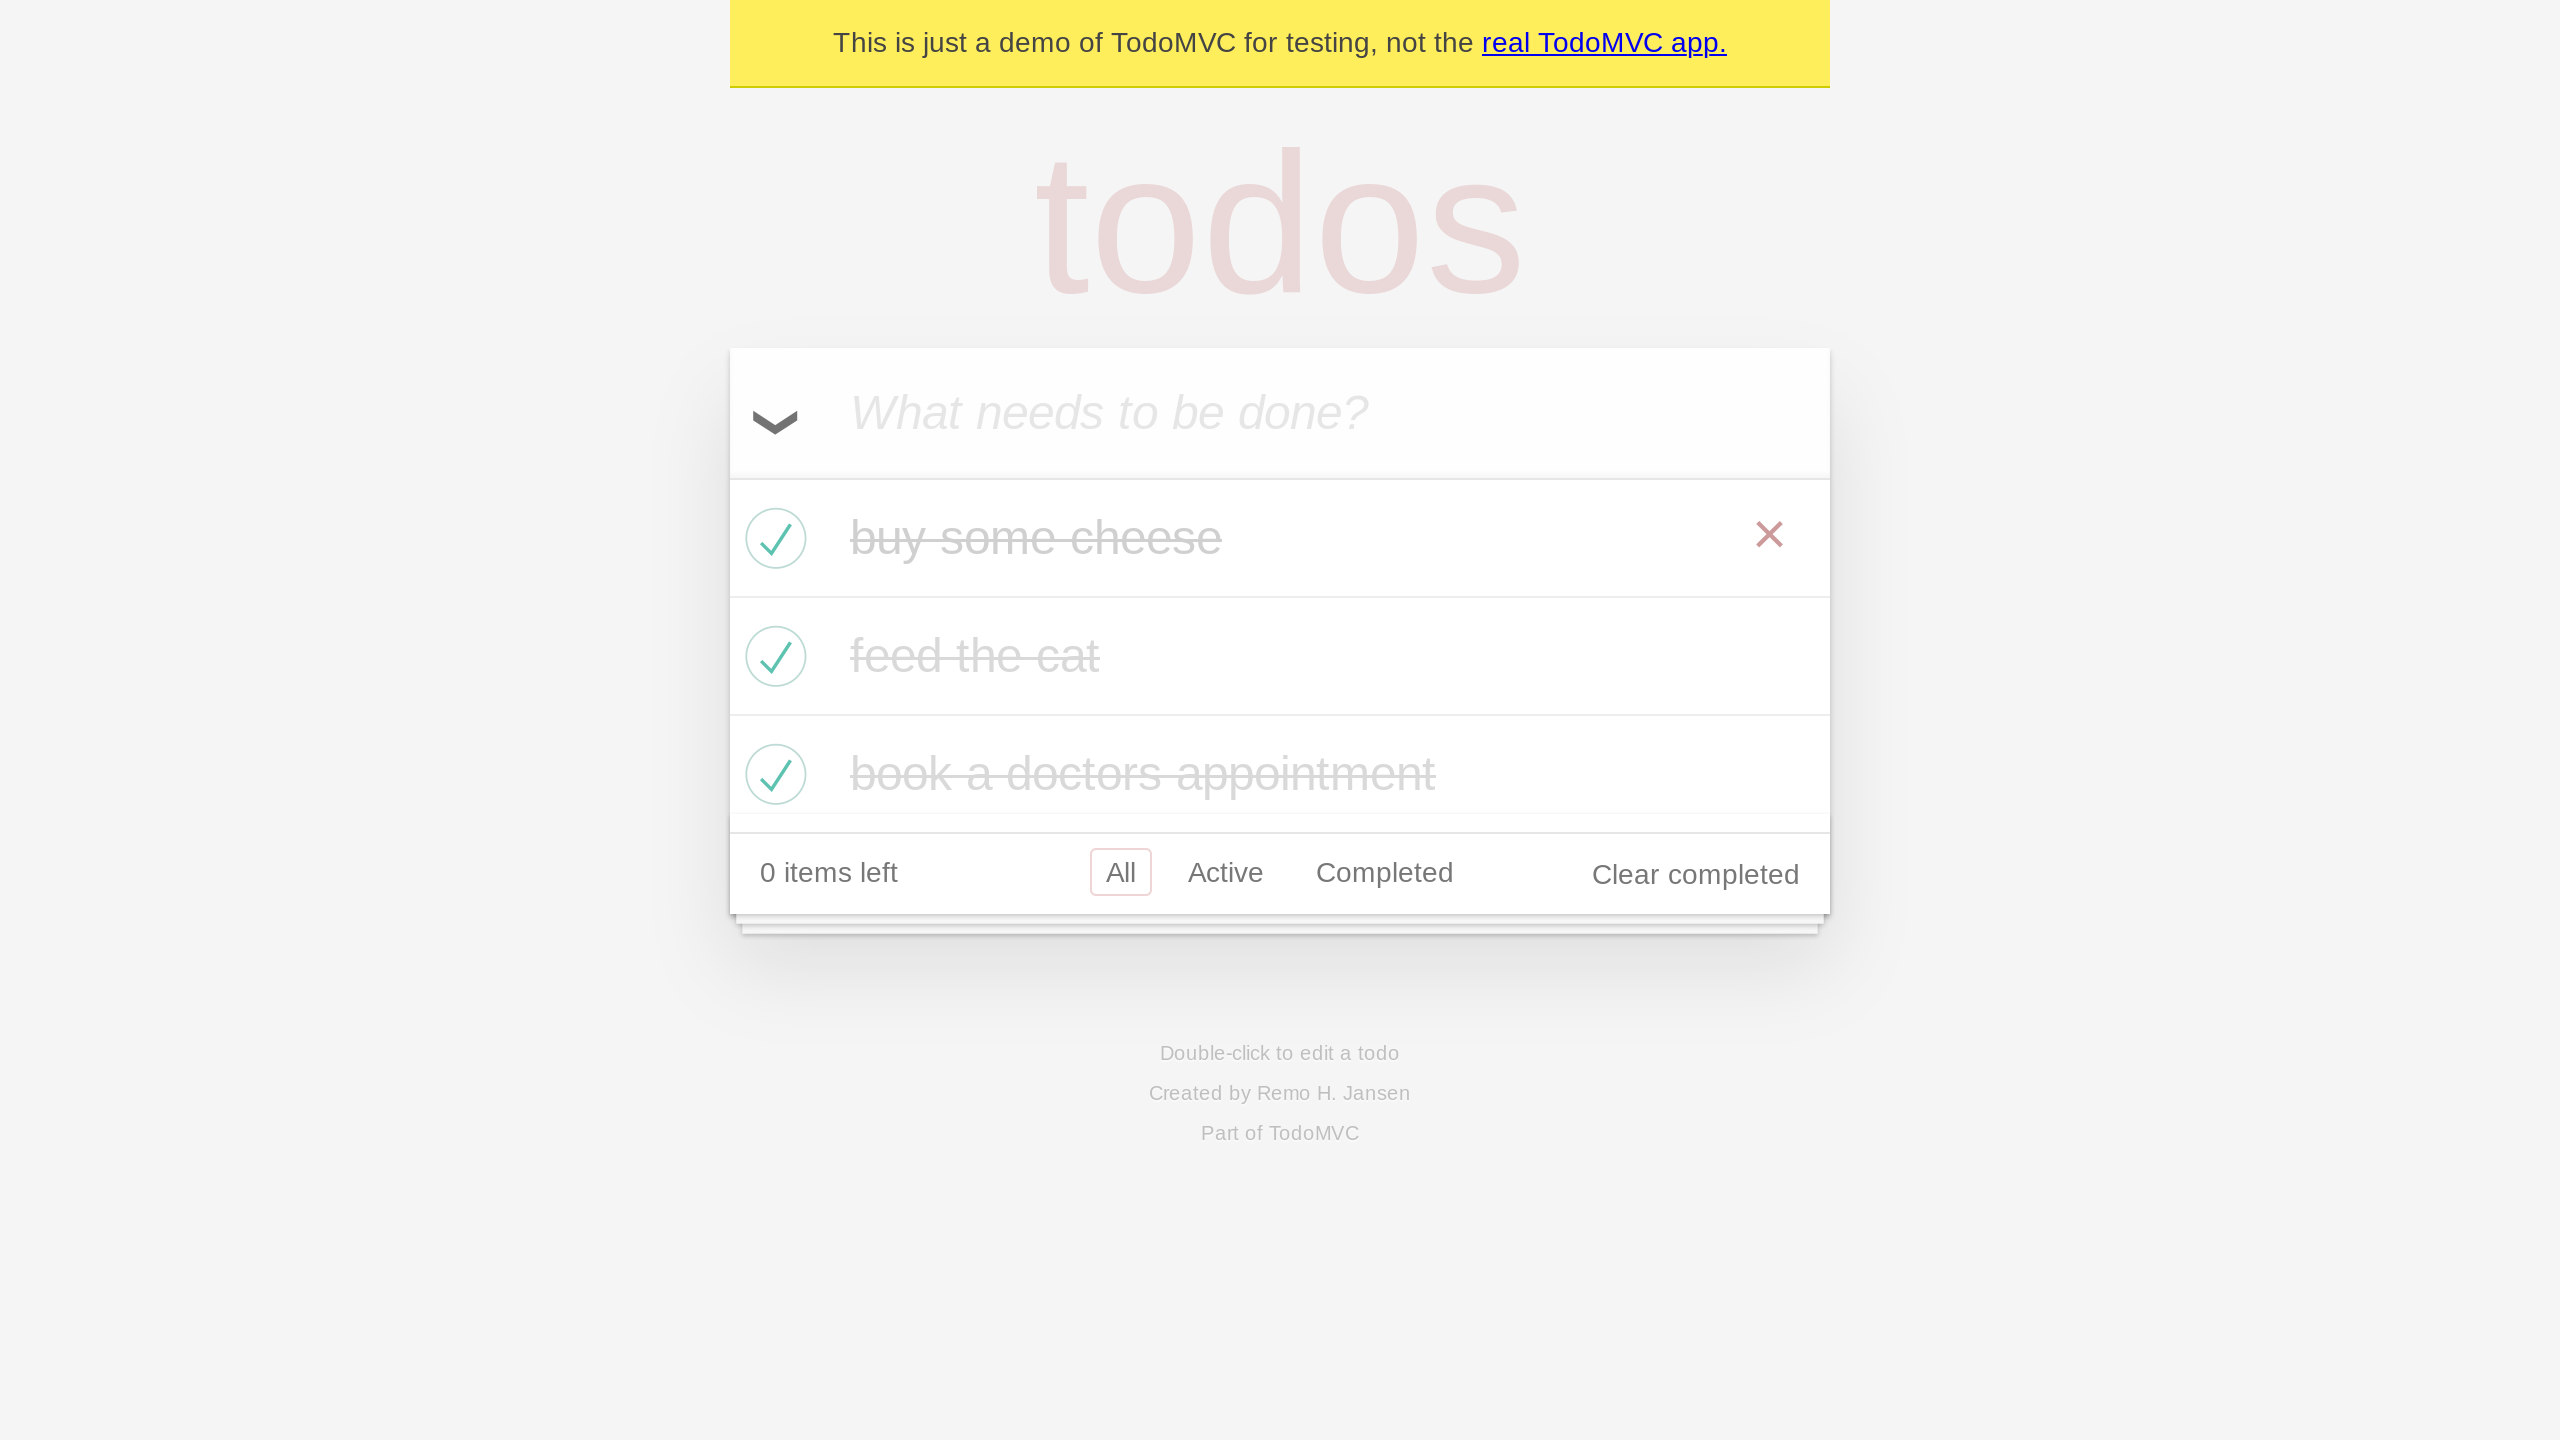 This is just a demo of TodoMVC for testing, not the real TodoMVC app.
todos
What needs to be done?
buy some cheese
feed the cat
book a doctors appointment
0 items left All Active Completed Clear completed
Double-click to edit a todo
Created by Remo H. Jansen
Part of TodoMVC